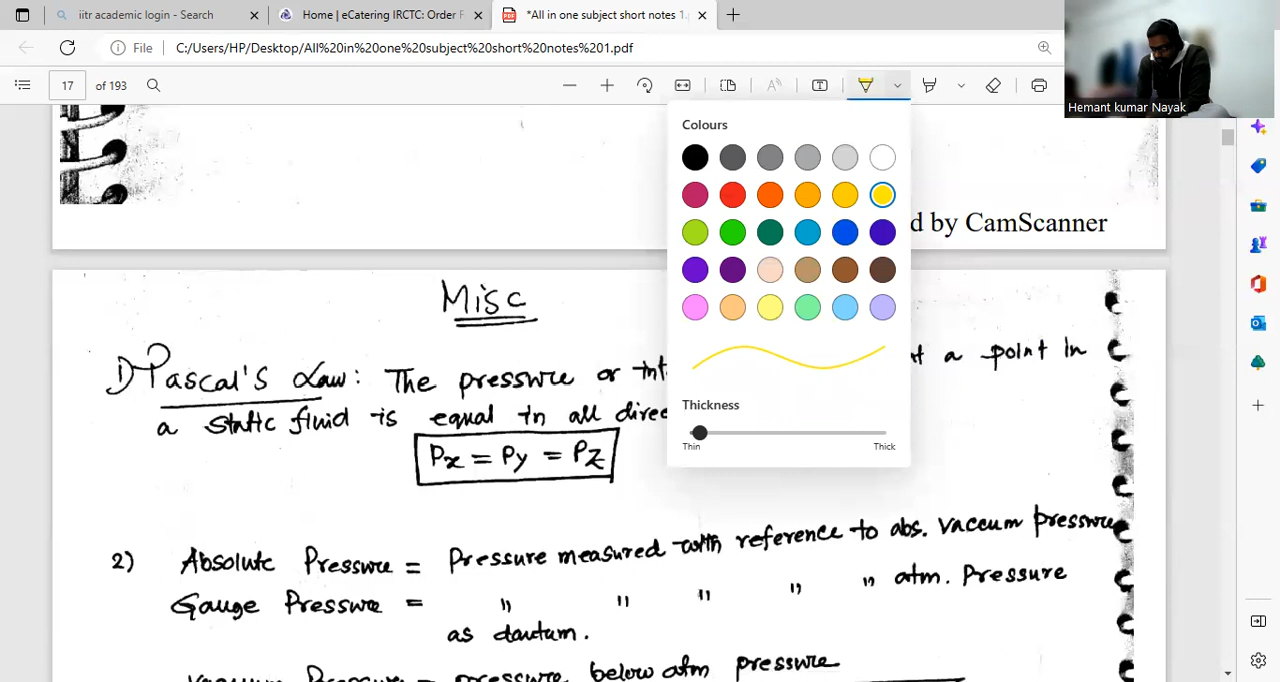 iitr academic login - Search
Home | eCatering IRCTC: Order F
*All in one subject short notes 1.p
File
C:/Users/HP/Desktop/All%20in%20one%20subject%20short%20notes%201.pdf
17 of 193
Hemant kumar Nayak
Colours
Thickness
Thin
Thick
d by CamScanner
Misc
1) Pascal's Law: The pressure or int t a point in
a static fluid is equal in all direc
Px = Py = Pz
2) Absolute Pressure = Pressure measured with reference to abs. vaccum pressure
Gauge Pressure = " " " " " atm. Pressure
as dautum.
Vaccum Pressure = pressure below atm pressure